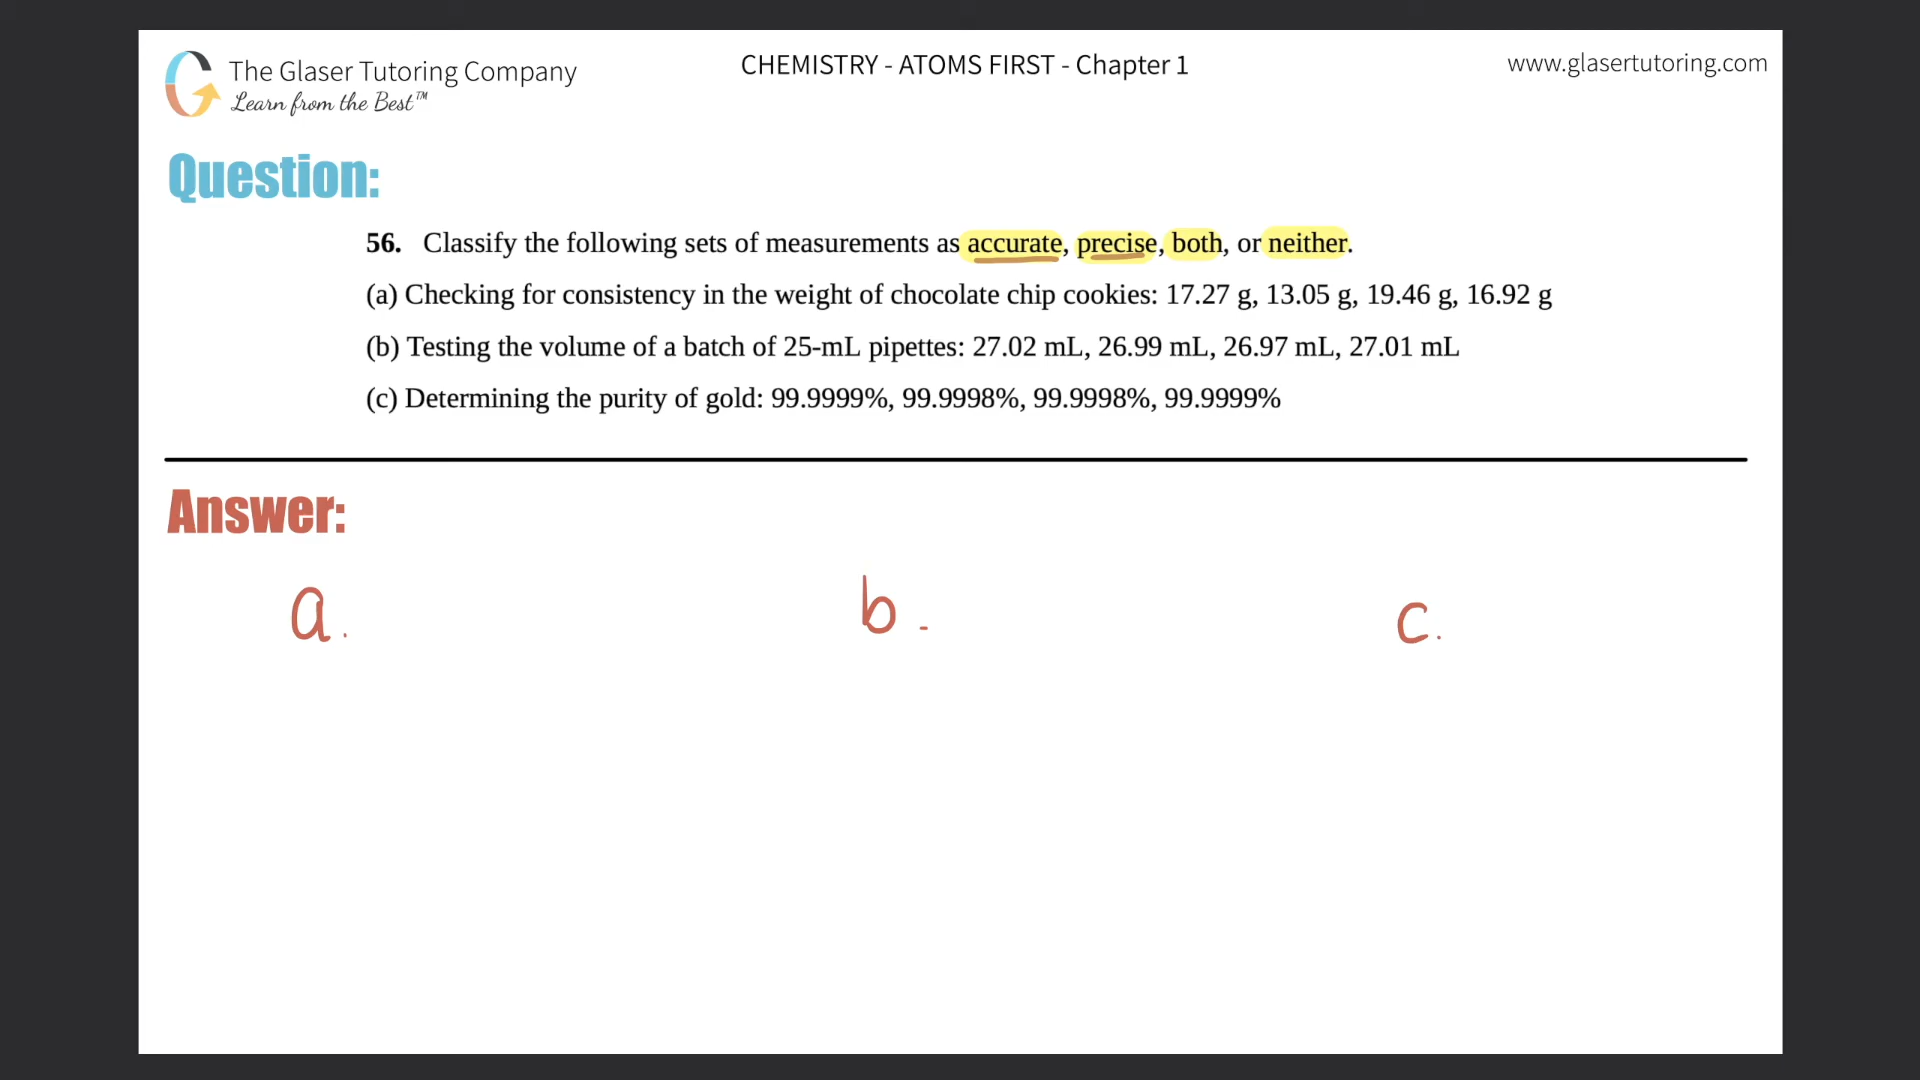 The Glaser Tutoring Company
Learn from the Best™
CHEMISTRY - ATOMS FIRST - Chapter 1
www.glasertutoring.com
Question:
56. Classify the following sets of measurements as accurate, precise, both, or neither.
(a) Checking for consistency in the weight of chocolate chip cookies: 17.27 g, 13.05 g, 19.46 g, 16.92 g
(b) Testing the volume of a batch of 25-mL pipettes: 27.02 mL, 26.99 mL, 26.97 mL, 27.01 mL
(c) Determining the purity of gold: 99.9999%, 99.9998%, 99.9998%, 99.9999%
Answer:
a. b. c.